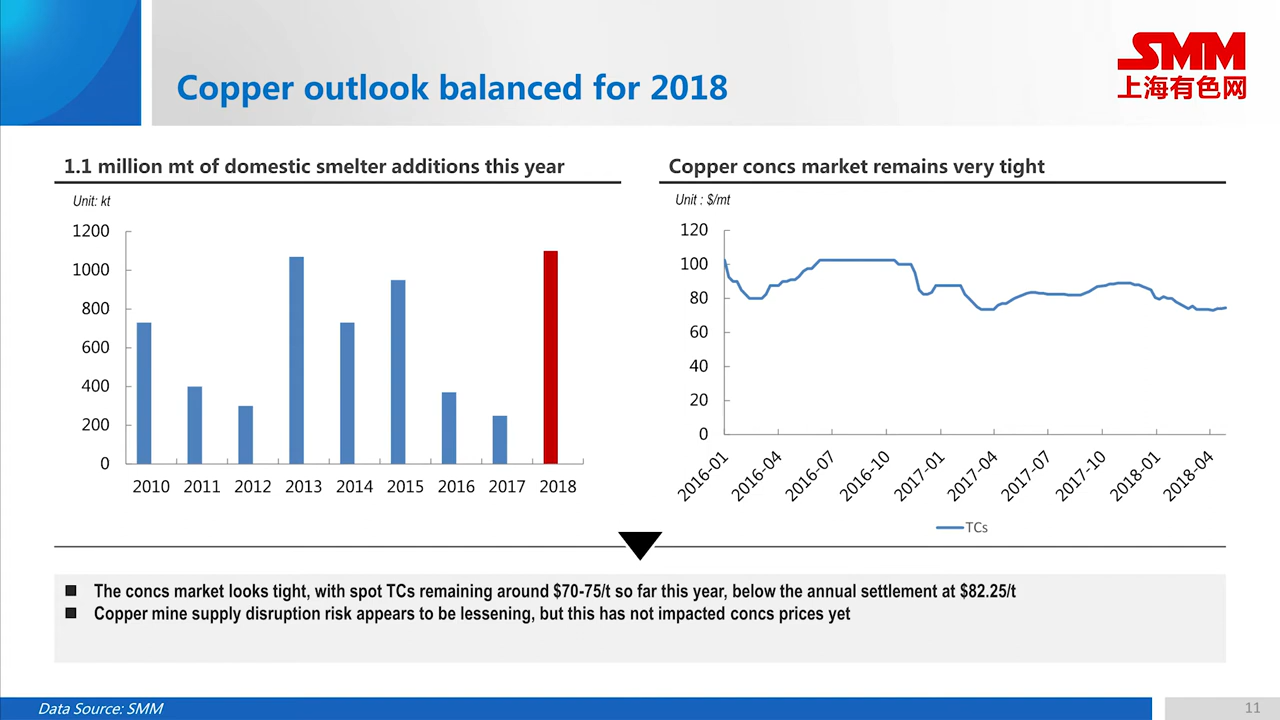 Copper outlook balanced for 2018
SMM
上海有色网
1.1 million mt of domestic smelter additions this year
Unit: kt
1200
1000
800
600
400
200
0
2010 2011 2012 2013 2014 2015 2016 2017 2018
Copper concs market remains very tight
Unit : $/mt
120
100
80
60
40
20
0
2016-01 2016-04 2016-07 2016-10 2017-01 2017-04 2017-07 2017-10 2018-01 2018-04
TCs
The concs market looks tight, with spot TCs remaining around $70-75/t so far this year, below the annual settlement at $82.25/t
Copper mine supply disruption risk appears to be lessening, but this has not impacted concs prices yet
Data Source: SMM
11